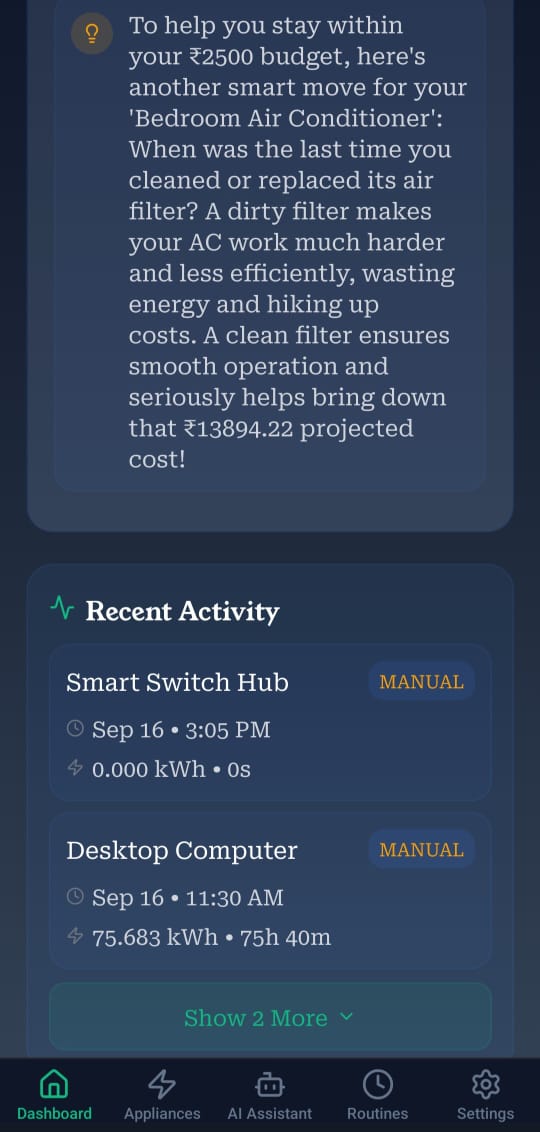 To help you stay within
your ₹2500 budget, here's
another smart move for your
'Bedroom Air Conditioner':
When was the last time you
cleaned or replaced its air
filter? A dirty filter makes
your AC work much harder
and less efficiently, wasting
energy and hiking up
costs. A clean filter ensures
smooth operation and
seriously helps bring down
that ₹13894.22 projected
cost!
Recent Activity
Smart Switch Hub
MANUAL
Sep 16 • 3:05 PM
0.000 kWh • 0s
Desktop Computer
MANUAL
Sep 16 • 11:30 AM
75.683 kWh • 75h 40m
Show 2 More
Dashboard
Appliances
AI Assistant
Routines
Settings